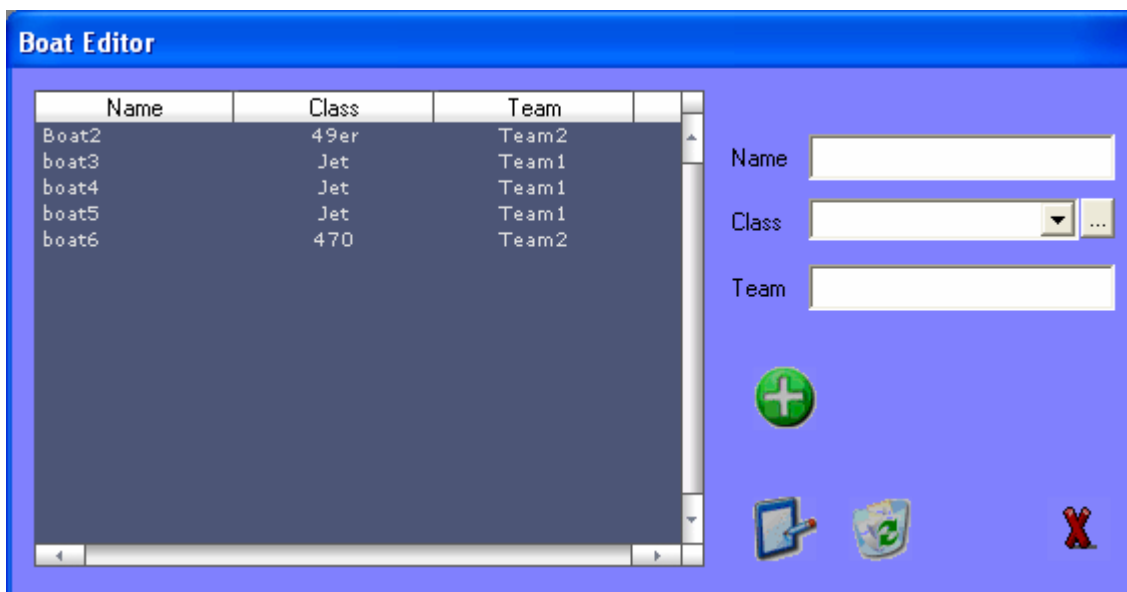 Boat Editor
Name Class Team
Boat2 49er Team2
boat3 Jet Team1
boat4 Jet Team1
boat5 Jet Team1
boat6 470 Team2
Name
Class ...
Team